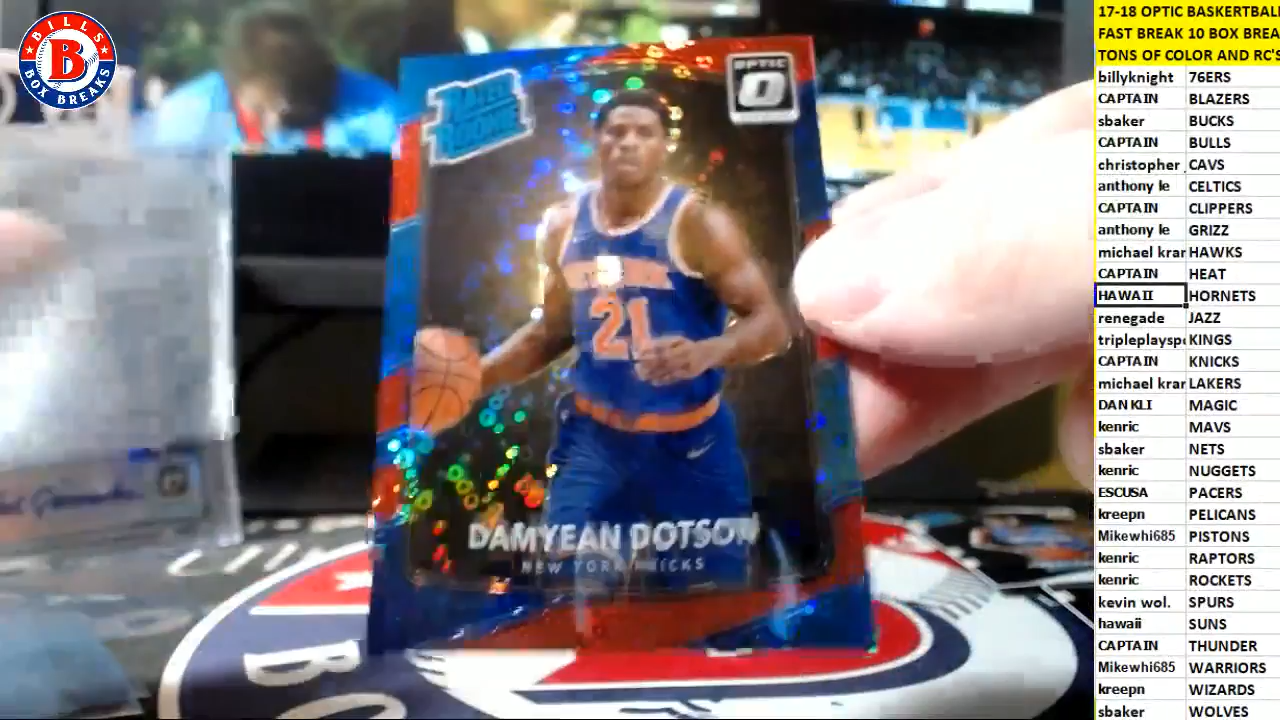 BILLS
B
BOX BREAKS
RATED
ROOKIE
OPTIC
O
21
DAMYEAN DOTSON
NEW YORK KNICKS
B
17-18 OPTIC BASKERTBALL
FAST BREAK 10 BOX BREA
TONS OF COLOR AND RC'S
billyknight 76ERS
CAPTAIN BLAZERS
sbaker BUCKS
CAPTAIN BULLS
christopher CAVS
anthony le CELTICS
CAPTAIN CLIPPERS
anthony le GRIZZ
michael krar HAWKS
CAPTAIN HEAT
HAWAII HORNETS
renegade JAZZ
tripleplayspo KINGS
CAPTAIN KNICKS
michael krar LAKERS
DAN KLI MAGIC
kenric MAVS
sbaker NETS
kenric NUGGETS
ESCUSA PACERS
kreepn PELICANS
Mikewhi685 PISTONS
kenric RAPTORS
kenric ROCKETS
kevin wol. SPURS
hawaii SUNS
CAPTAIN THUNDER
Mikewhi685 WARRIORS
kreepn WIZARDS
sbaker WOLVES